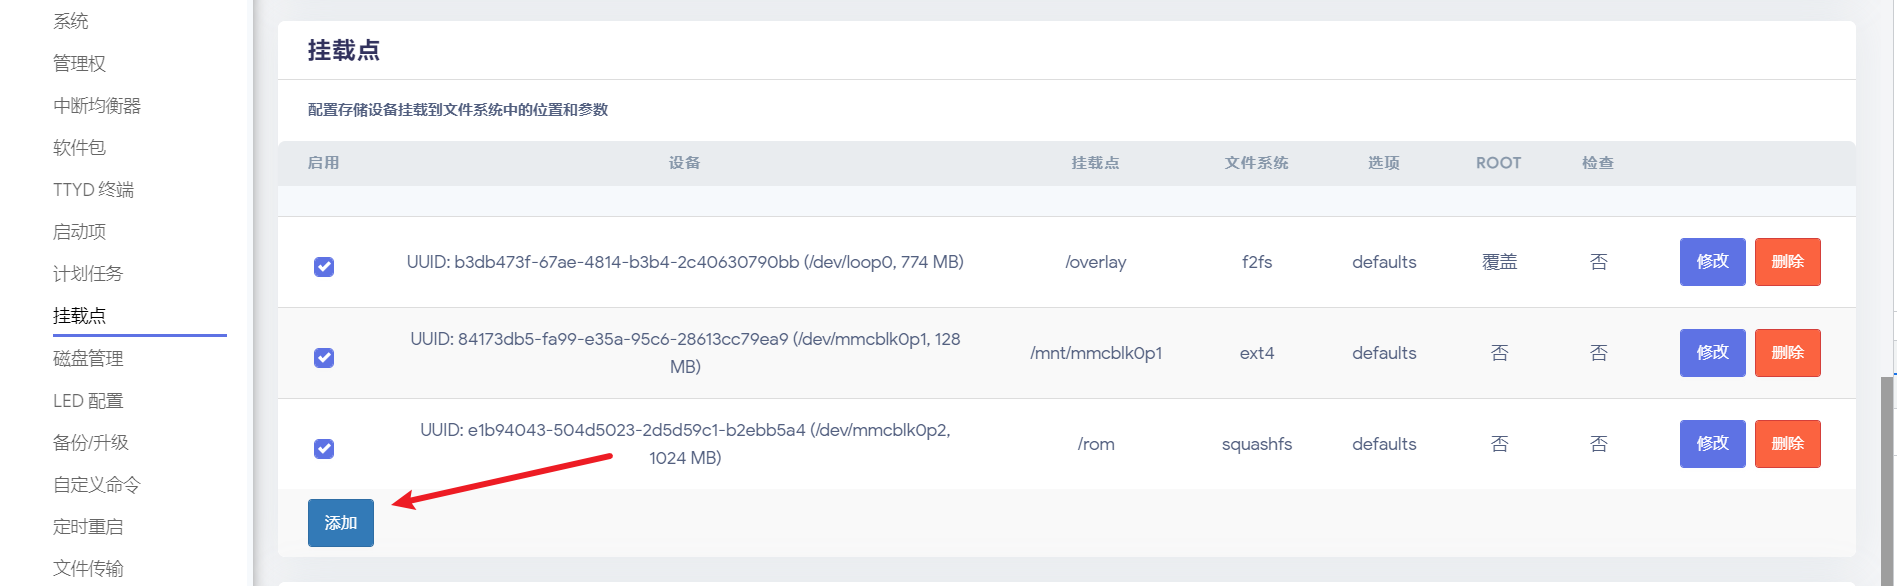 系统
管理权
中断均衡器
软件包
TTYD 终端
启动项
计划任务
挂载点
磁盘管理
LED 配置
备份/升级
自定义命令
定时重启
文件传输
挂载点
配置存储设备挂载到文件系统中的位置和参数
启用 设备 挂载点 文件系统 选项 ROOT 检查
UUID: b3db473f-67ae-4814-b3b4-2c40630790bb (/dev/loop0, 774 MB) /overlay f2fs defaults 覆盖 否 修改 删除
UUID: 84173db5-fa99-e35a-95c6-28613cc79ea9 (/dev/mmcblk0p1, 128
MB) /mnt/mmcblk0p1 ext4 defaults 否 否 修改 删除
UUID: e1b94043-504d5023-2d5d59c1-b2ebb5a4 (/dev/mmcblk0p2,
1024 MB) /rom squashfs defaults 否 否 修改 删除
添加